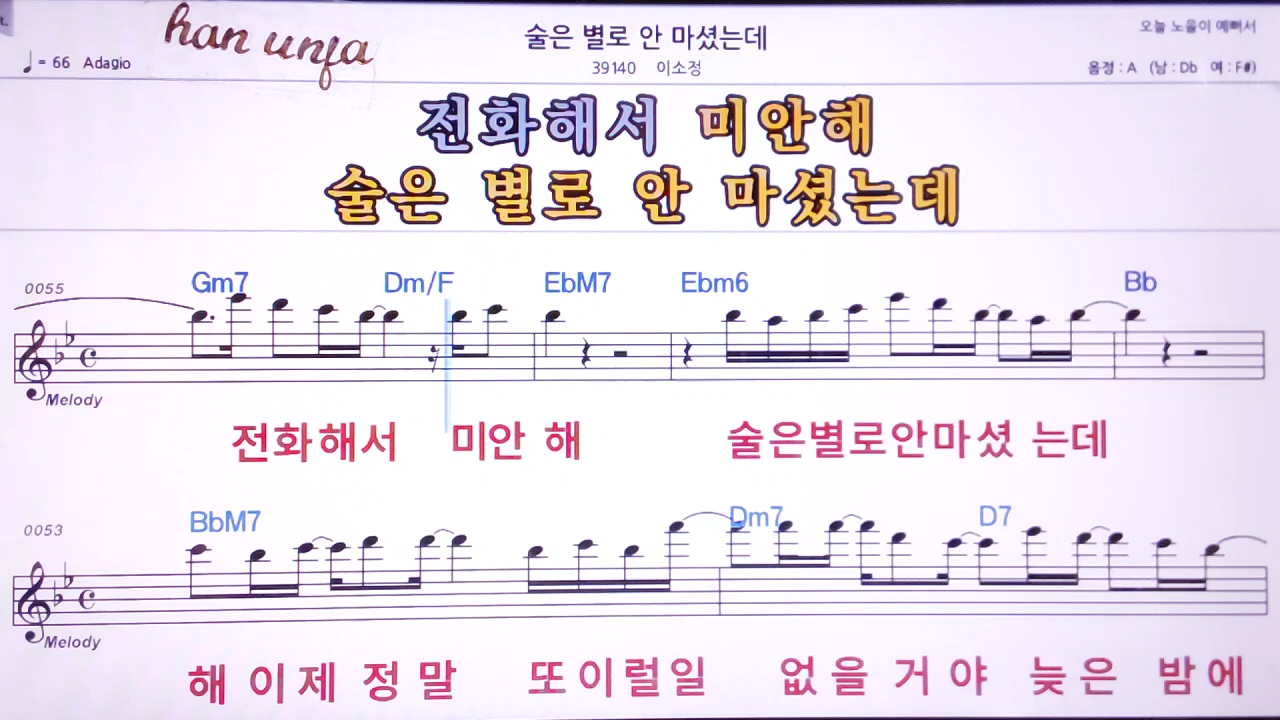 han unfa
술은 별로 안 마셨는데
오늘 노을이 예뻐서
♩ = 66 Adagio
39140 이소정
음정 : A (남 : Db 여 : F#)
전화해서 미안해
술은 별로 안 마셨는데
0055
Gm7 Dm/F EbM7 Ebm6 Bb
Melody
전화해서 미안 해 술은별로안마셨 는데
0053
BbM7 Dm7 D7
Melody
해 이제 정 말 또이럴일 없을 거 야 늦은 밤에